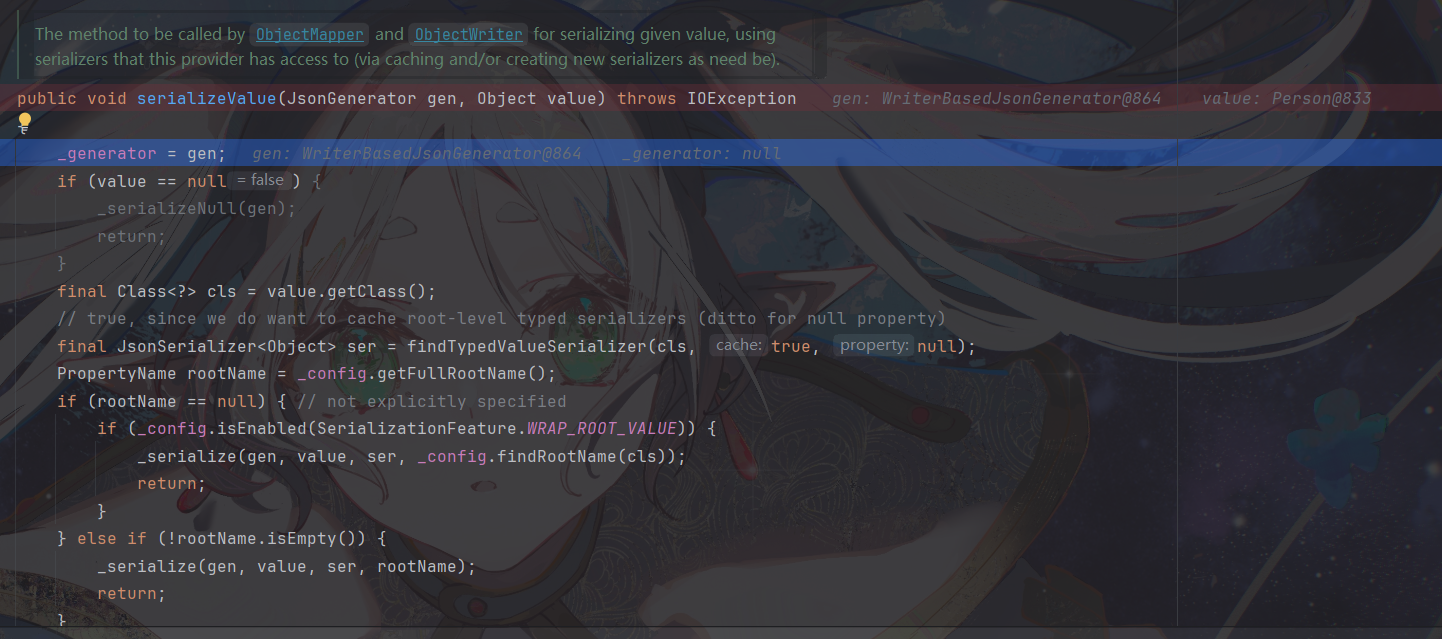 The method to be called by ObjectMapper and ObjectWriter for serializing given value, using
serializers that this provider has access to (via caching and/or creating new serializers as need be).
public void serializeValue(JsonGenerator gen, Object value) throws IOException   gen: WriterBasedJsonGenerator@864   value: Person@833
{
    _generator = gen;   gen: WriterBasedJsonGenerator@864   _generator: null
    if (value == null = false ) {
        _serializeNull(gen);
        return;
    }
    final Class<?> cls = value.getClass();
    // true, since we do want to cache root-level typed serializers (ditto for null property)
    final JsonSerializer<Object> ser = findTypedValueSerializer(cls, cache: true, property: null);
    PropertyName rootName = _config.getFullRootName();
    if (rootName == null) { // not explicitly specified
        if (_config.isEnabled(SerializationFeature.WRAP_ROOT_VALUE)) {
            _serialize(gen, value, ser, _config.findRootName(cls));
            return;
        }
    } else if (!rootName.isEmpty()) {
        _serialize(gen, value, ser, rootName);
        return;
    }